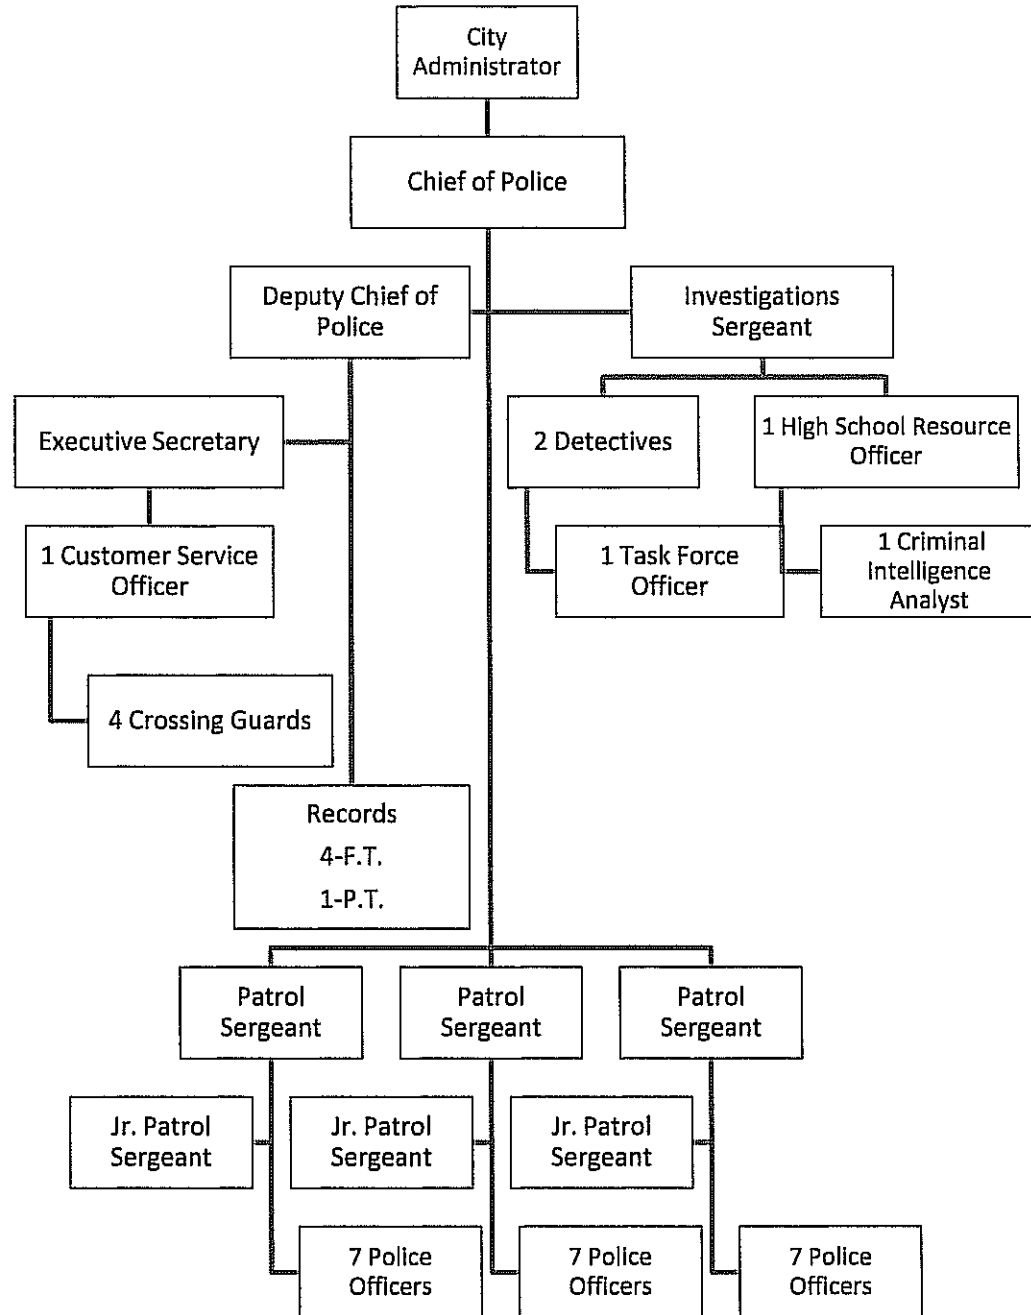 City
Administrator
Chief of Police
Deputy Chief of
Police
Investigations
Sergeant
Executive Secretary
2 Detectives
1 High School Resource
Officer
1 Customer Service
Officer
1 Task Force
Officer
1 Criminal
Intelligence
Analyst
4 Crossing Guards
Records
4-F.T.
1-P.T.
Patrol
Sergeant
Patrol
Sergeant
Patrol
Sergeant
Jr. Patrol
Sergeant
Jr. Patrol
Sergeant
Jr. Patrol
Sergeant
7 Police
Officers
7 Police
Officers
7 Police
Officers